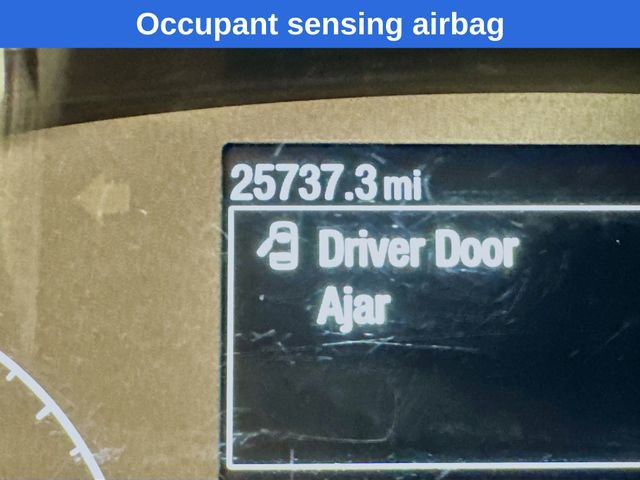 Occupant sensing airbag
25737.3 mi
Driver Door
Ajar